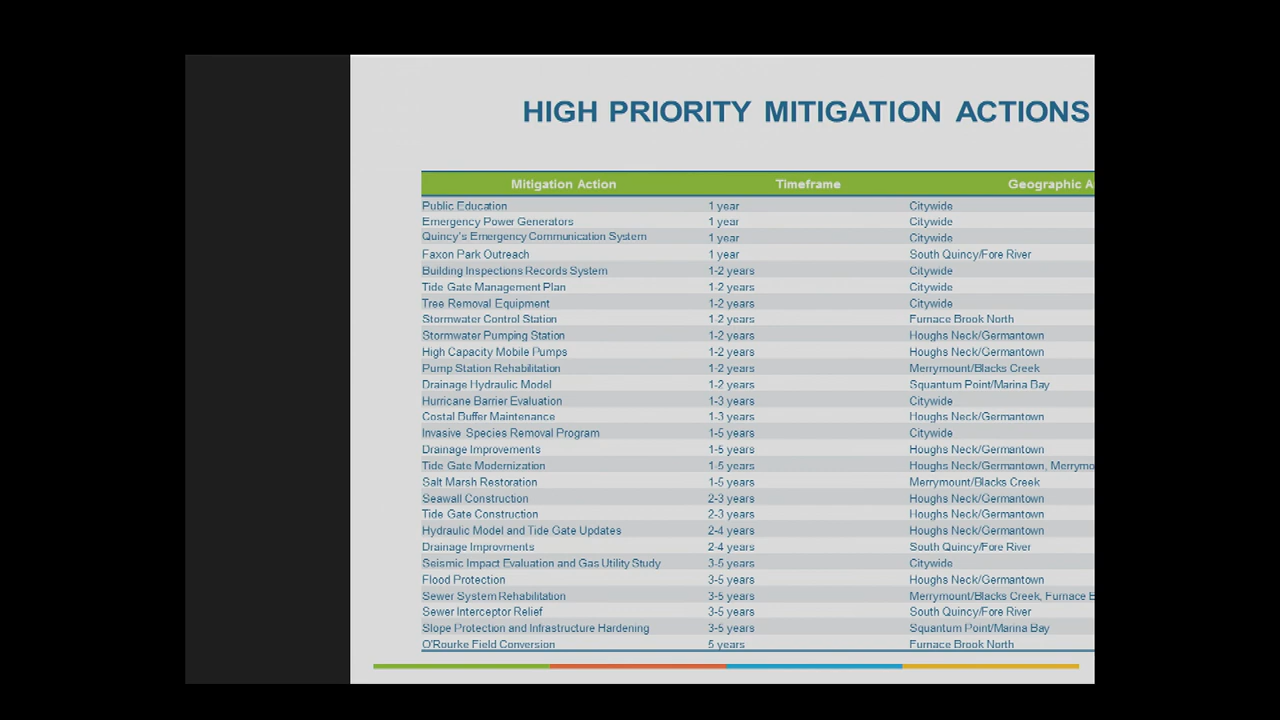 HIGH PRIORITY MITIGATION ACTIONS
Mitigation Action Timeframe Geographic A
Public Education 1 year Citywide
Emergency Power Generators 1 year Citywide
Quincy's Emergency Communication System 1 year Citywide
Faxon Park Outreach 1 year South Quincy/Fore River
Building Inspections Records System 1-2 years Citywide
Tide Gate Management Plan 1-2 years Citywide
Tree Removal Equipment 1-2 years Citywide
Stormwater Control Station 1-2 years Furnace Brook North
Stormwater Pumping Station 1-2 years Houghs Neck/Germantown
High Capacity Mobile Pumps 1-2 years Houghs Neck/Germantown
Pump Station Rehabilitation 1-2 years Merrymount/Blacks Creek
Drainage Hydraulic Model 1-2 years Squantum Point/Marina Bay
Hurricane Barrier Evaluation 1-3 years Citywide
Costal Buffer Maintenance 1-3 years Houghs Neck/Germantown
Invasive Species Removal Program 1-5 years Citywide
Drainage Improvements 1-5 years Houghs Neck/Germantown
Tide Gate Modernization 1-5 years Houghs Neck/Germantown, Merrymo
Salt Marsh Restoration 1-5 years Merrymount/Blacks Creek
Seawall Construction 2-3 years Houghs Neck/Germantown
Tide Gate Construction 2-3 years Houghs Neck/Germantown
Hydraulic Model and Tide Gate Updates 2-4 years Houghs Neck/Germantown
Drainage Improvments 2-4 years South Quincy/Fore River
Seismic Impact Evaluation and Gas Utility Study 3-5 years Citywide
Flood Protection 3-5 years Houghs Neck/Germantown
Sewer System Rehabilitation 3-5 years Merrymount/Blacks Creek, Furnace B
Sewer Interceptor Relief 3-5 years South Quincy/Fore River
Slope Protection and Infrastructure Hardening 3-5 years Squantum Point/Marina Bay
O'Rourke Field Conversion 5 years Furnace Brook North